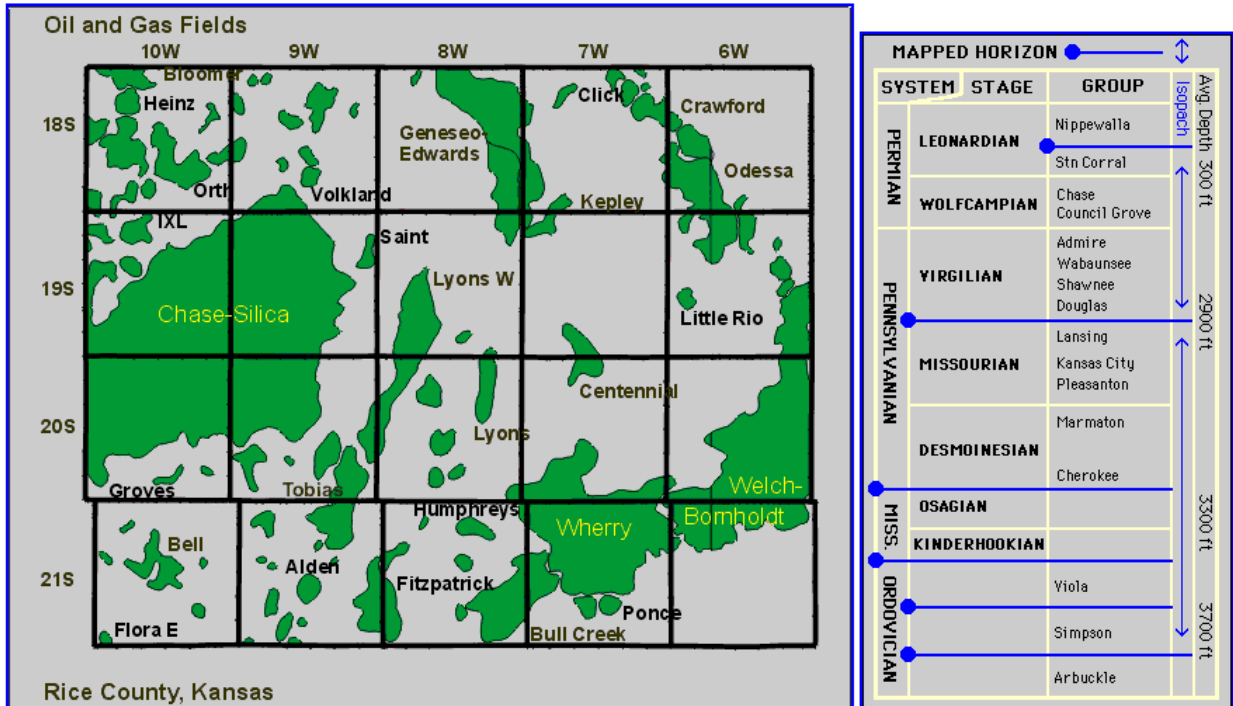 Oil and Gas Fields
10W 9W 8W 7W 6W
Bloomer
Heinz
Click
Crawford
18S
Geneseo-
Edwards
Odessa
Orth
Volkland
Kepley
IXL
Saint
Lyons W
19S
Chase-Silica
Little Rio
Centennial
20S
Lyons
Groves
Tobias
Welch-
Bornholdt
Humphreys
Wherry
Bell
Alden
21S
Fitzpatrick
Ponce
Flora E
Bull Creek
Rice County, Kansas
MAPPED HORIZON
SYSTEM STAGE GROUP
Isopach
Avg. Depth
PERMIAN
LEONARDIAN
Nippewalla
Stn Corral
300 ft
WOLFCAMPIAN
Chase
Council Grove
PENNSYLVANIAN
VIRGILIAN
Admire
Wabaunsee
Shawnee
Douglas
2900 ft
MISSOURIAN
Lansing
Kansas City
Pleasanton
DESMOINESIAN
Marmaton
Cherokee
MISS.
OSAGIAN
3300 ft
KINDERHOOKIAN
ORDOVICIAN
Viola
Simpson
3700 ft
Arbuckle